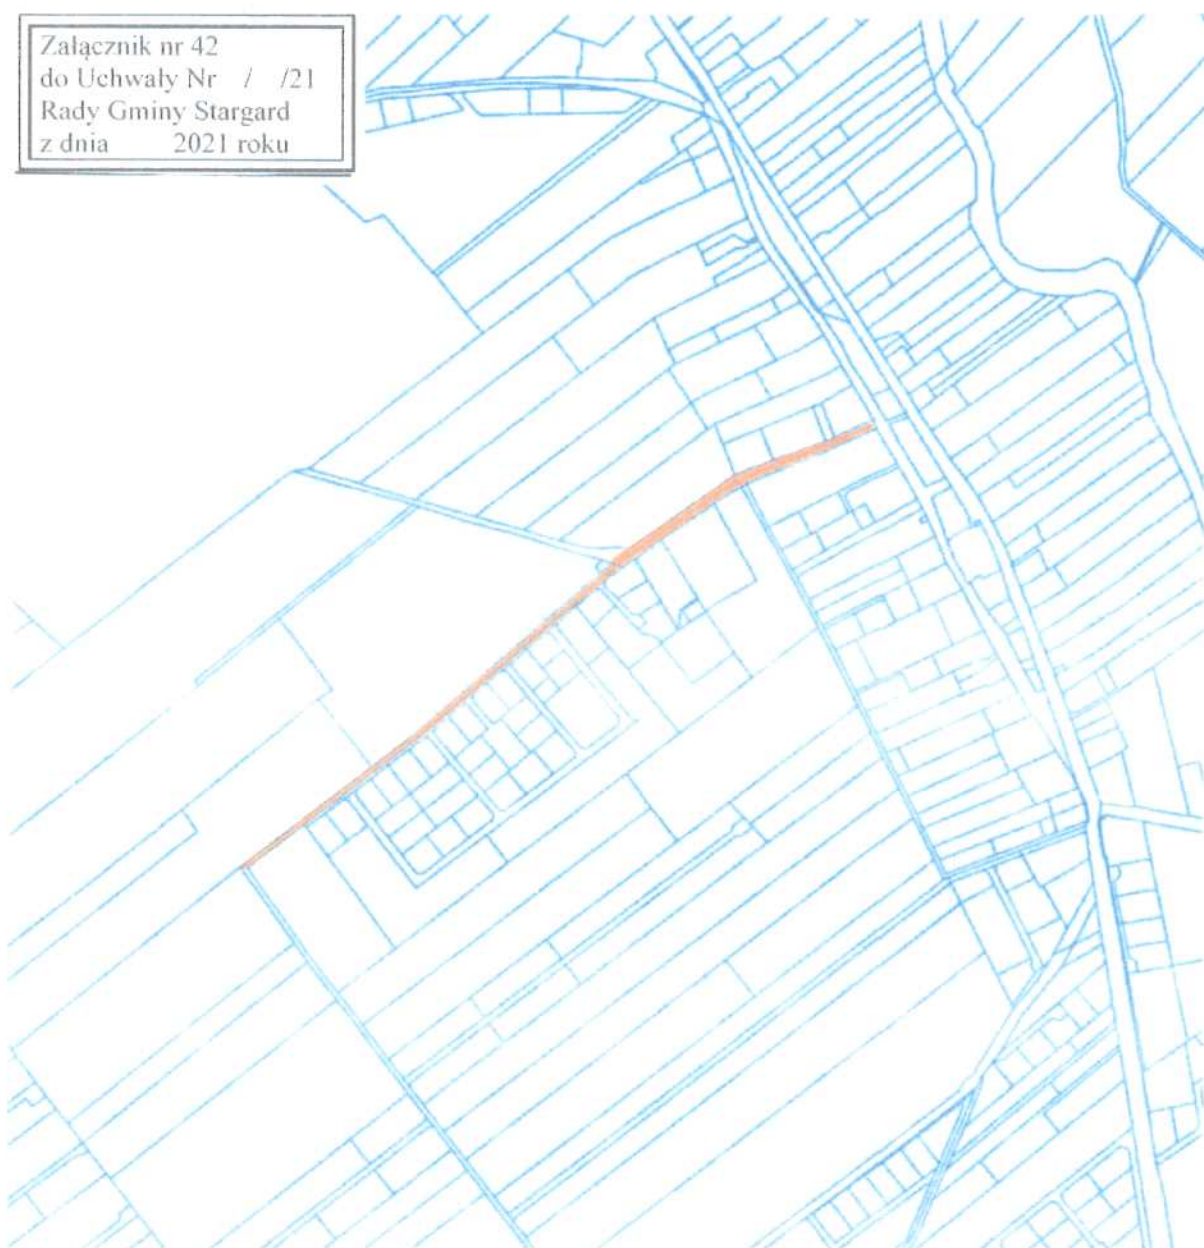 Załącznik nr 42
do Uchwały Nr / /21
Rady Gminy Stargard
z dnia 2021 roku